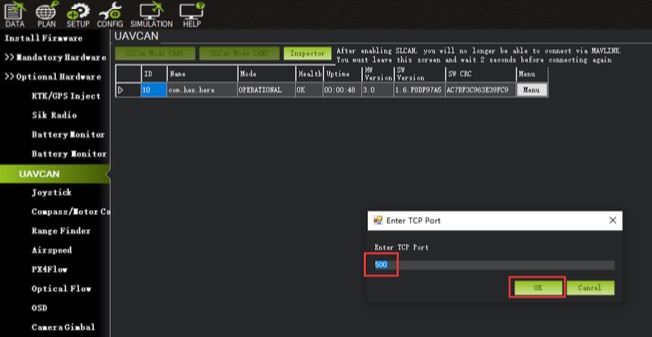 DATA PLAN SETUP CONFIG SIMULATION HELP
Install Firmware
>> Mandatory Hardware
>> Optional Hardware
RTK/GPS Inject
Sik Radio
Battery Monitor
Battery Monitor
UAVCAN
Joystick
Compass/Motor Ca
Range Finder
Airspeed
PX4Flow
Optical Flow
OSD
Camera Gimbal
UAVCAN
SLCan Mode CAN1 SLCan Mode CAN2 Inspector
After enabling SLCAN, you will no longer be able to connect via MAVLINK.
You must leave this screen and wait 2 seconds before connecting again
ID Name Mode Health Uptime HW Version SW Version SW CRC Menu
10 com.hex.here OPERATIONAL OK 00:00:48 3.0 1.6.F8DF97A5 AC7BF3C963E39FC9 Menu
Enter TCP Port
Enter TCP Port
500
OK Cancel